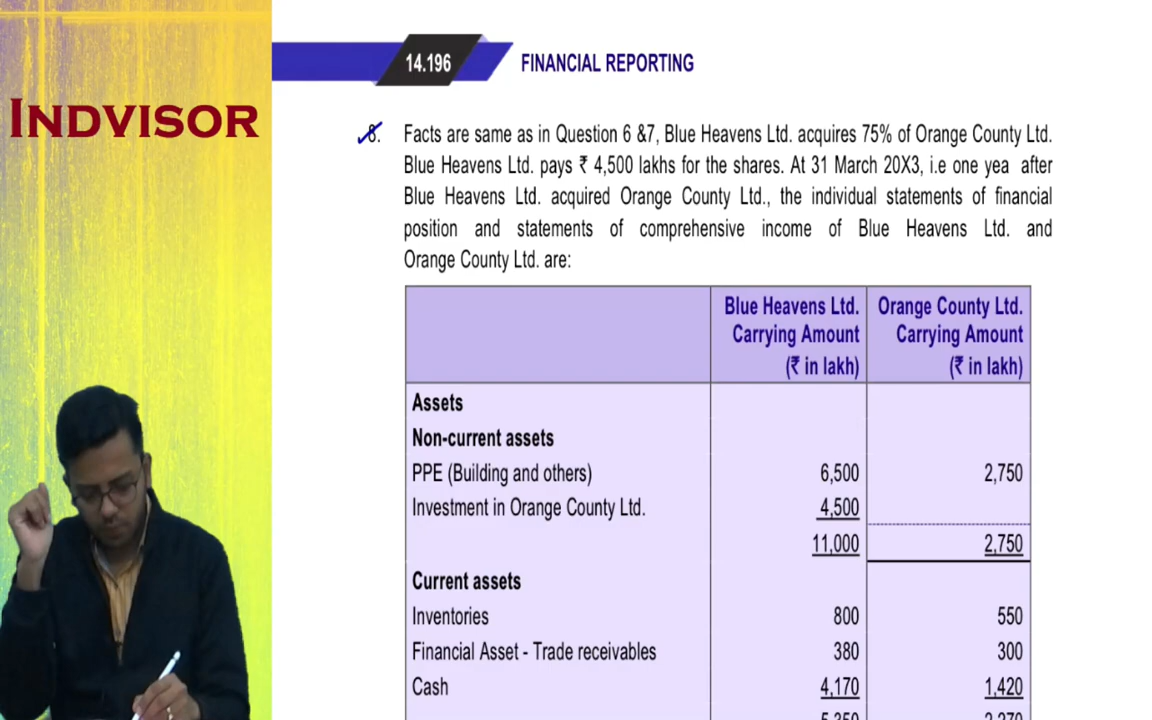 INDVISOR
14.196 FINANCIAL REPORTING
8. Facts are same as in Question 6 &7, Blue Heavens Ltd. acquires 75% of Orange County Ltd.
Blue Heavens Ltd. pays ₹ 4,500 lakhs for the shares. At 31 March 20X3, i.e one yea after
Blue Heavens Ltd. acquired Orange County Ltd., the individual statements of financial
position and statements of comprehensive income of Blue Heavens Ltd. and
Orange County Ltd. are:
Blue Heavens Ltd. Orange County Ltd.
Carrying Amount Carrying Amount
(₹ in lakh) (₹ in lakh)
Assets
Non-current assets
PPE (Building and others) 6,500 2,750
Investment in Orange County Ltd. 4,500
11,000 2,750
Current assets
Inventories 800 550
Financial Asset - Trade receivables 380 300
Cash 4,170 1,420
5,350 2,270